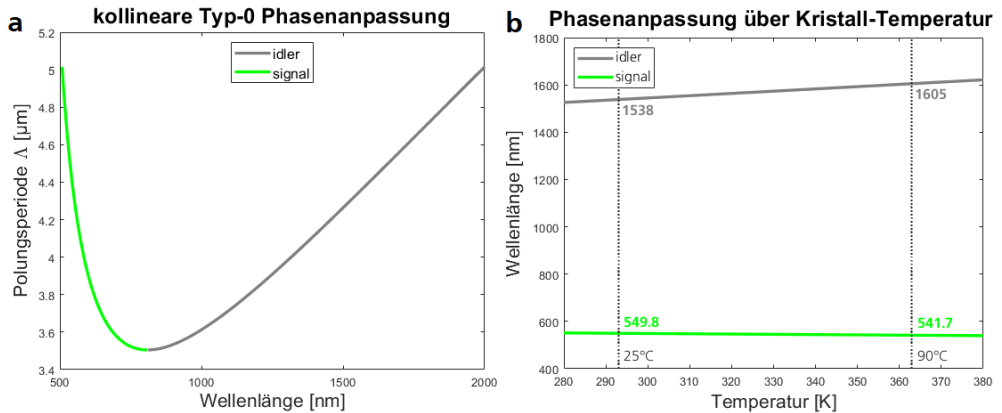 a
kollineare Typ-0 Phasenanpassung
5.2
5
4.8
4.6
4.4
4.2
4
3.8
3.6
3.4
Polungsperiode Λ [µm]
idler
signal
500
1000
1500
2000
Wellenlänge [nm]
b
Phasenanpassung über Kristall-Temperatur
1800
1600
1400
1200
1000
800
600
400
Wellenlänge [nm]
idler
signal
1538
1605
549.8
541.7
25°C
90°C
280
290
300
310
320
330
340
350
360
370
380
Temperatur [K]